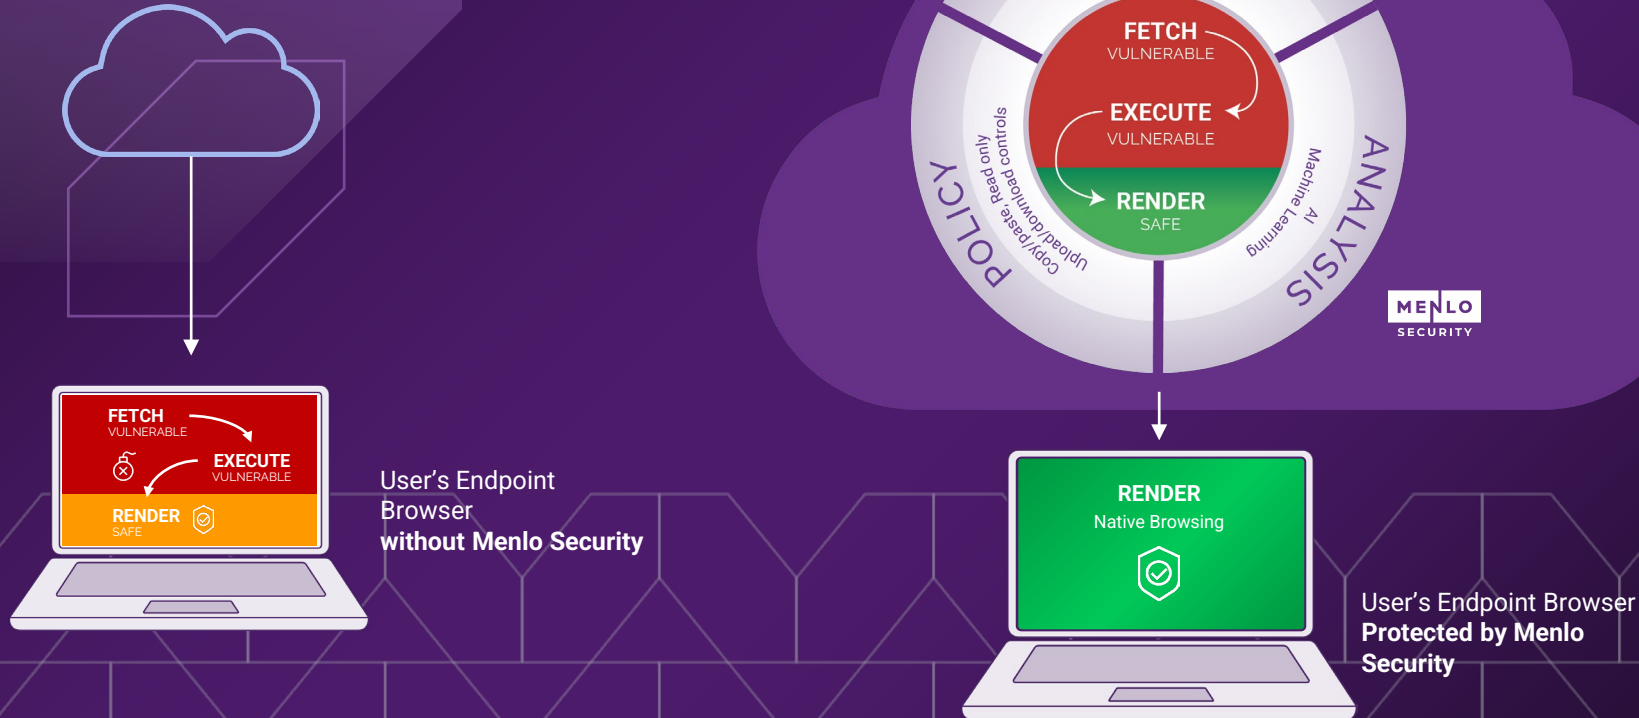 FETCH
VULNERABLE
EXECUTE
VULNERABLE
RENDER
SAFE
User's Endpoint
Browser
without Menlo Security
FETCH
VULNERABLE
EXECUTE
VULNERABLE
RENDER
SAFE
POLICY
Copy/paste, Read only
Upload/download controls
ANALYSIS
AI
Machine Learning
MENLO
SECURITY
RENDER
Native Browsing
User's Endpoint Browser
Protected by Menlo
Security